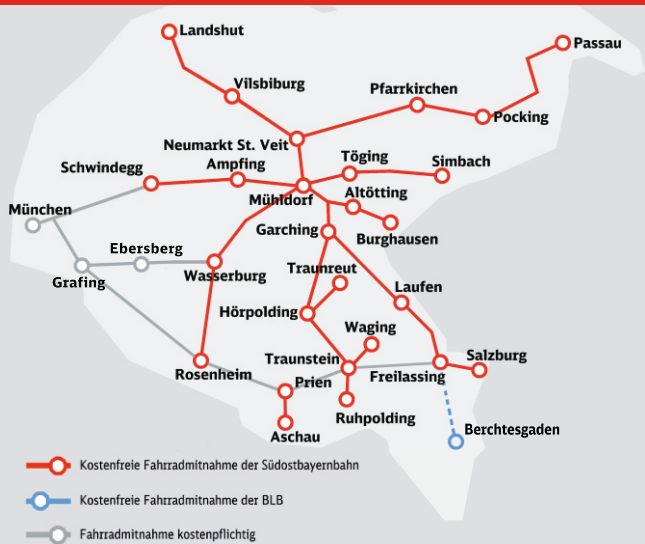 Landshut
Passau
Vilsbiburg
Pfarrkirchen
Pocking
Neumarkt St. Veit
Schwindegg
Ampfing
Töging
Simbach
Mühldorf
Altötting
München
Garching
Burghausen
Ebersberg
Grafing
Wasserburg
Traunreut
Laufen
Hörpolding
Waging
Traunstein
Salzburg
Rosenheim
Prien
Freilassing
Ruhpolding
Aschau
Berchtesgaden
Kostenfreie Fahrradmitnahme der Südostbayernbahn
Kostenfreie Fahrradmitnahme der BLB
Fahrradmitnahme kostenpflichtig